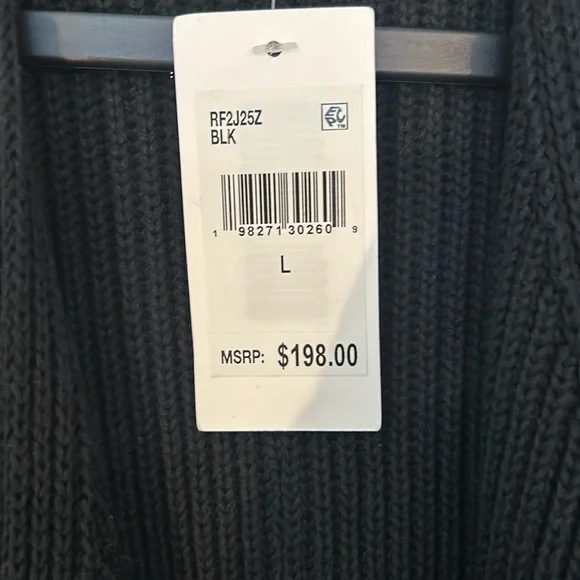 RF2J25Z
BLK
1 98271 30260 9
L
MSRP: $198.00